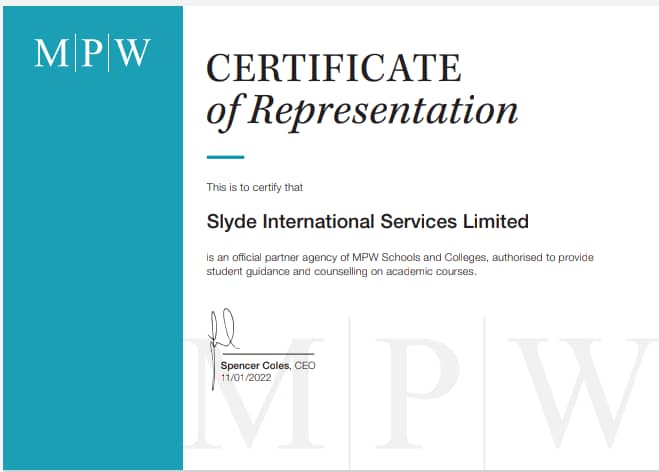 M|P|W
CERTIFICATE
of Representation
This is to certify that
Slyde International Services Limited
is an official partner agency of MPW Schools and Colleges, authorised to provide
student guidance and counselling on academic courses.
Spencer Coles, CEO
11/01/2022
M|P|W